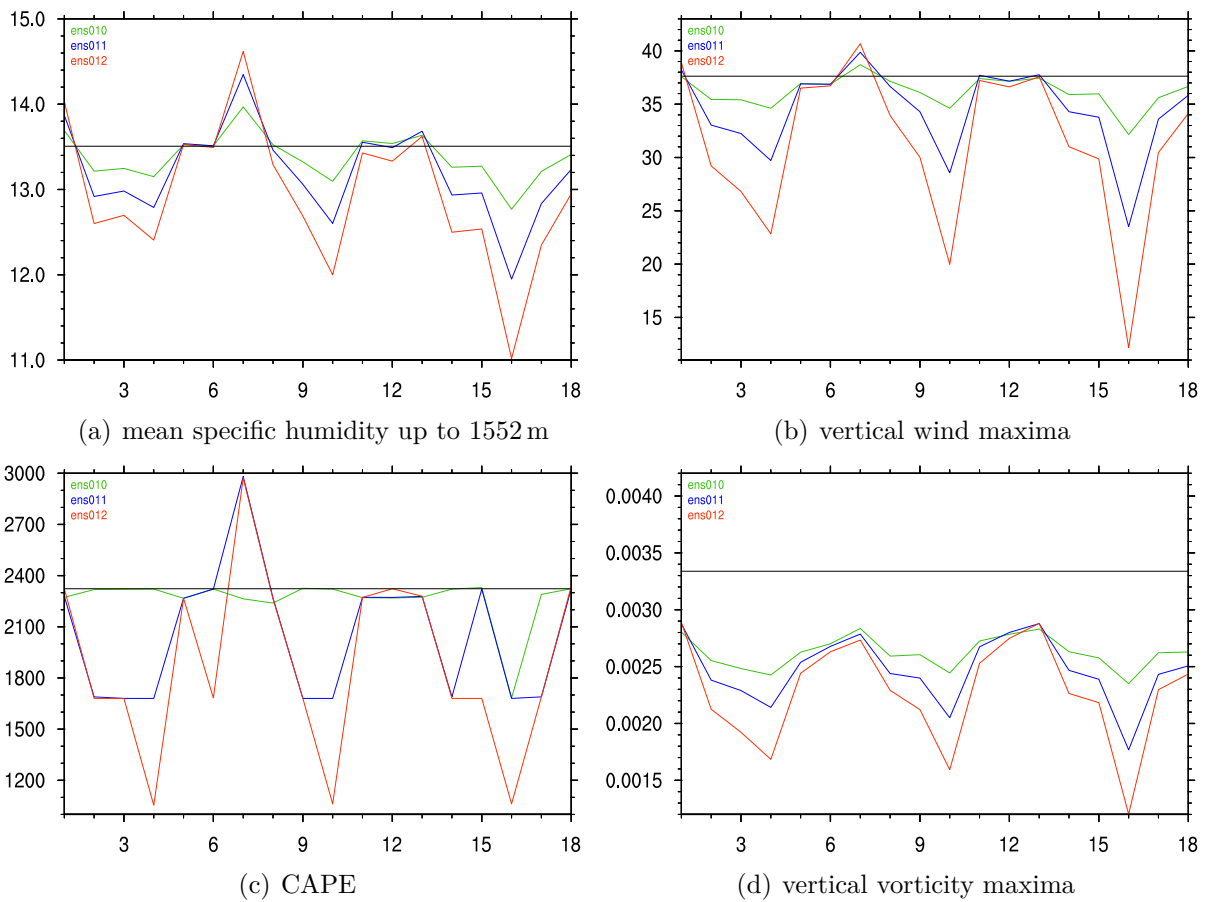 15.0
14.0
13.0
12.0
11.0
ens010
ens011
ens012
3 6 9 12 15 18
(a) mean specific humidity up to 1552 m
40
35
30
25
20
15
ens010
ens011
ens012
3 6 9 12 15 18
(b) vertical wind maxima
3000
2700
2400
2100
1800
1500
1200
ens010
ens011
ens012
3 6 9 12 15 18
(c) CAPE
0.0040
0.0035
0.0030
0.0025
0.0020
0.0015
ens010
ens011
ens012
3 6 9 12 15 18
(d) vertical vorticity maxima